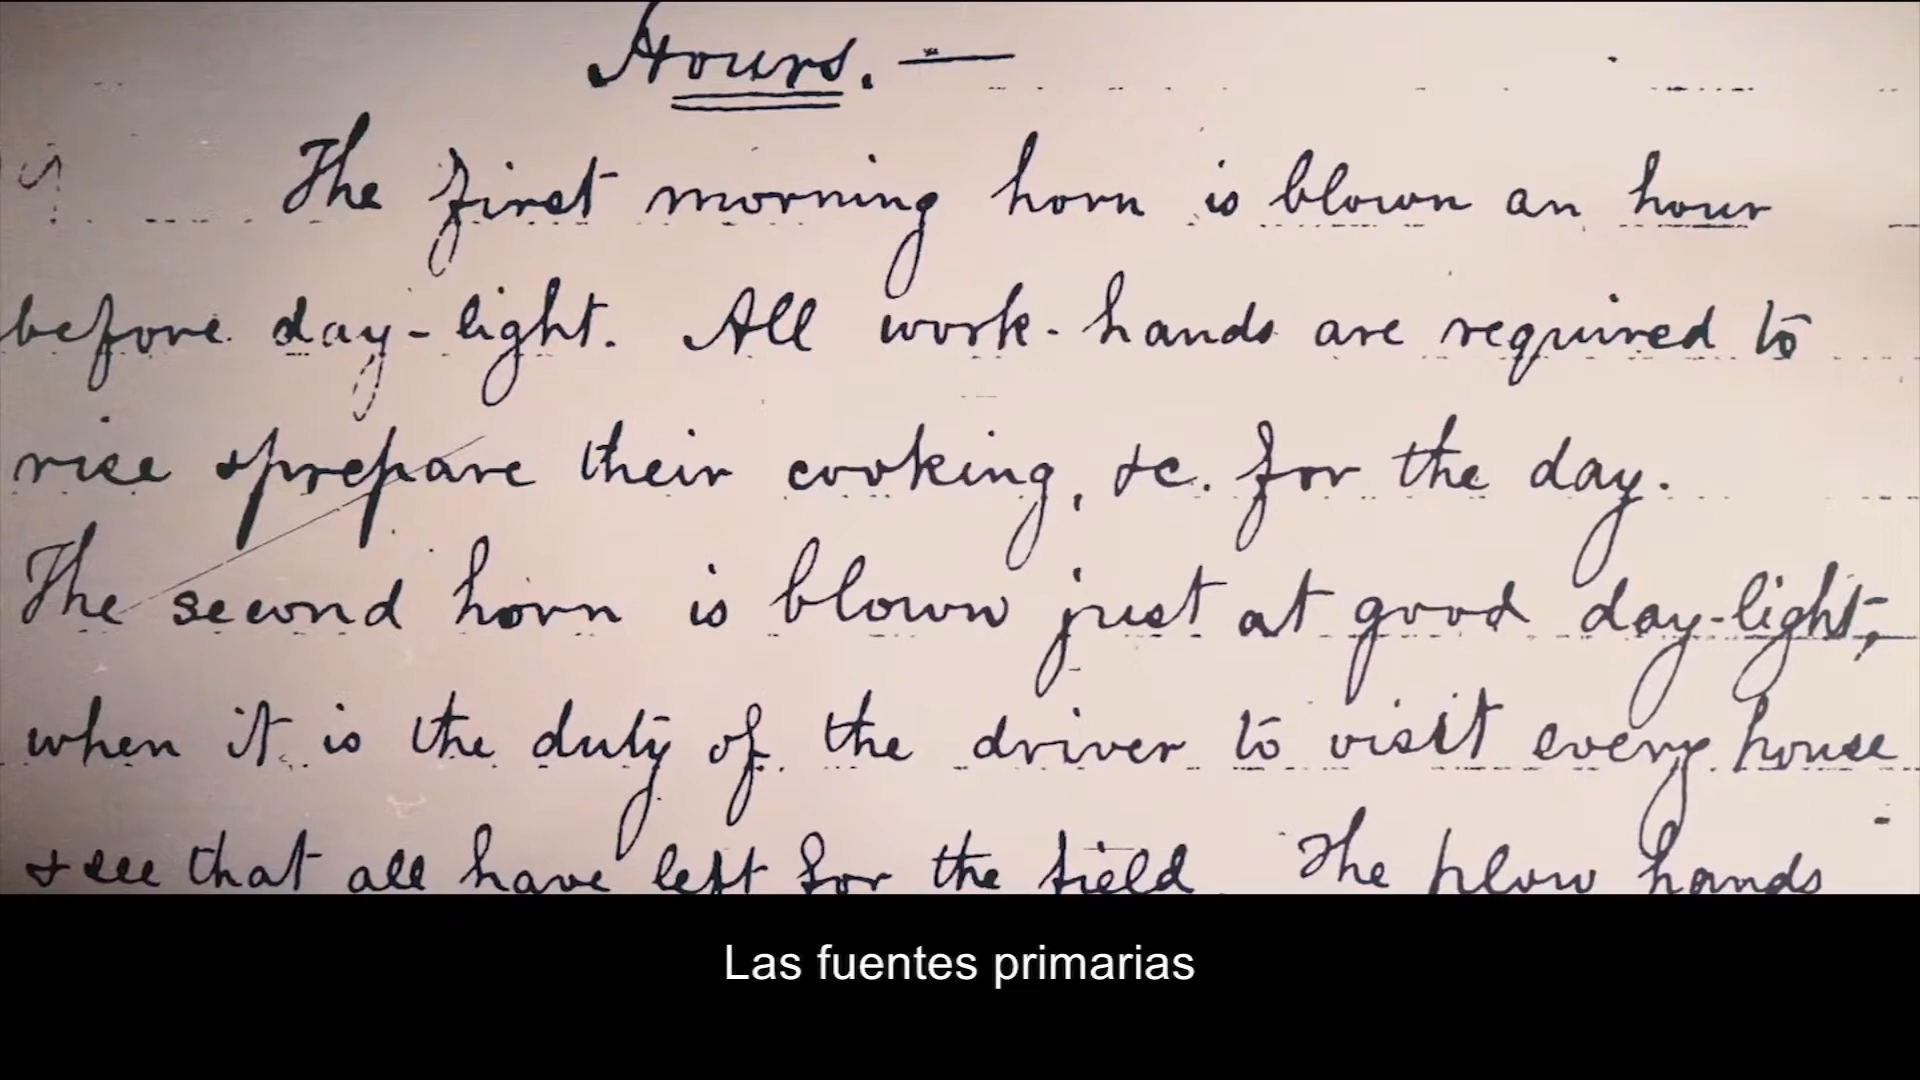 Hours. —
The first morning horn is blown an hour
before day-light. All work-hands are required to
rise & prepare their cooking, &c. for the day.
The second horn is blown just at good day-light,
when it is the duty of the driver to visit every house
& see that all have left for the field. The plow hands
Las fuentes primarias